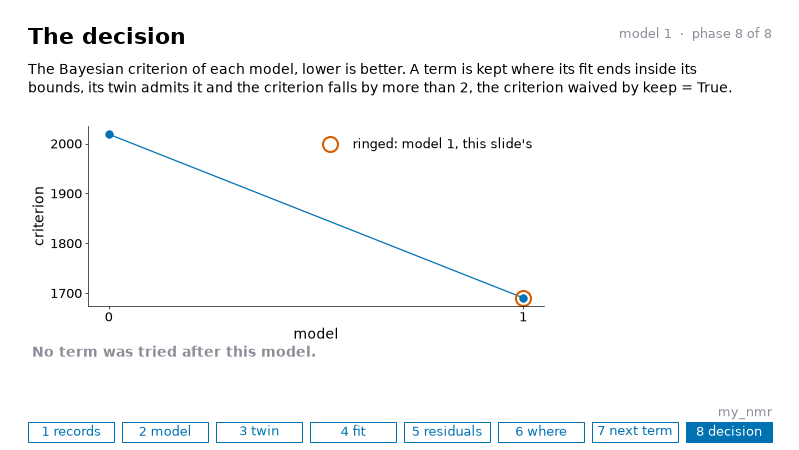 The decision
model 1 · phase 8 of 8
The Bayesian criterion of each model, lower is better. A term is kept where its fit ends inside its
bounds, its twin admits it and the criterion falls by more than 2, the criterion waived by keep = True.
ringed: model 1, this slide's
criterion
2000
1900
1800
1700
0
1
model
No term was tried after this model.
my_nmr
1 records
2 model
3 twin
4 fit
5 residuals
6 where
7 next term
8 decision